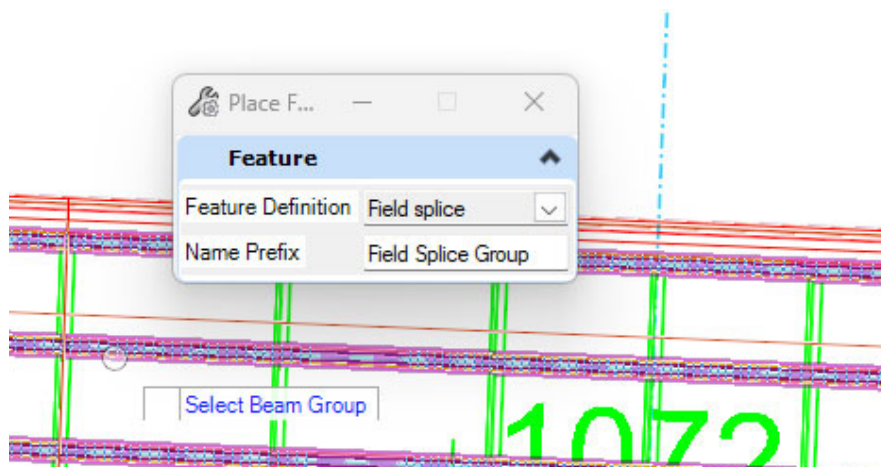 Place F...
Feature
Feature Definition Field splice
Name Prefix Field Splice Group
Select Beam Group
1072